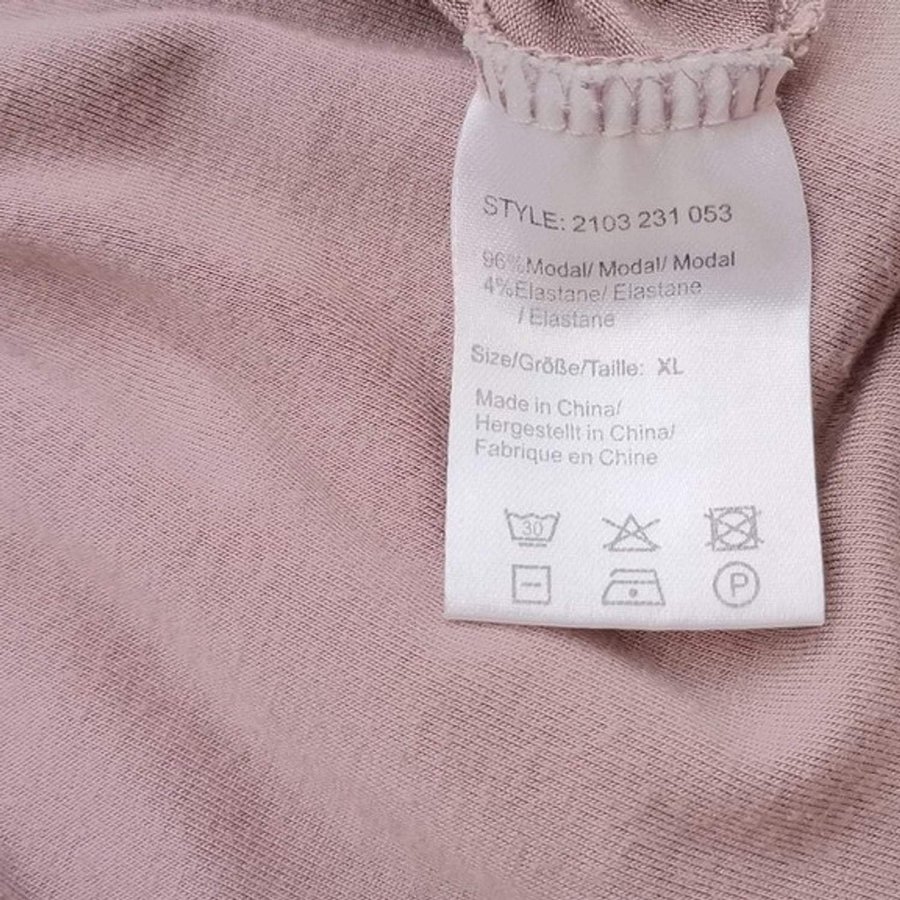 STYLE: 2103 231 053
96%Modal/ Modal/ Modal
4%Elastane/ Elastane
/ Elastane
Size/Größe/Taille: XL
Made in China/
Hergestellt in China/
Fabrique en Chine
30
P